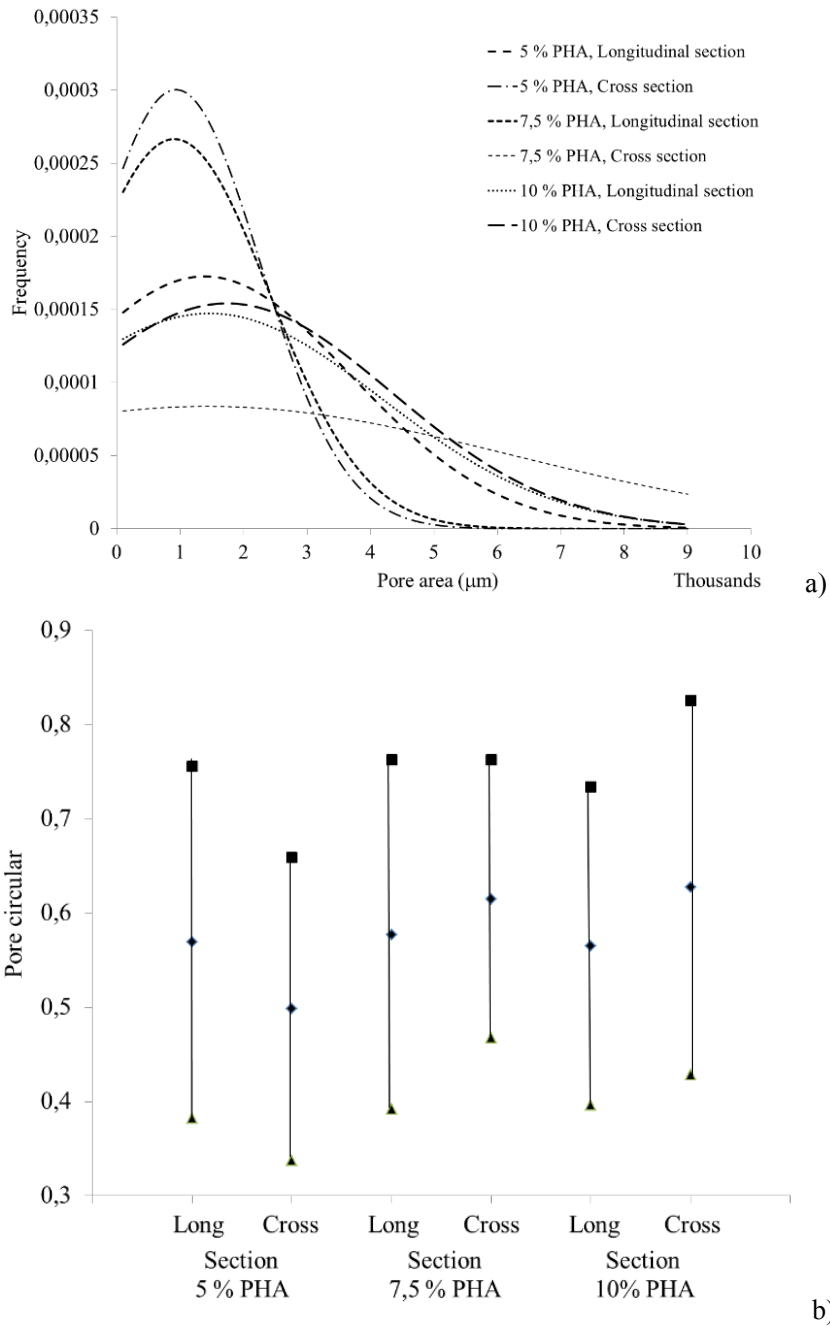 0,00035
0,0003
0,00025
0,0002
0,00015
0,0001
0,00005
0
Frequency
5 % PHA, Longitudinal section
5 % PHA, Cross section
7,5 % PHA, Longitudinal section
7,5 % PHA, Cross section
10 % PHA, Longitudinal section
10 % PHA, Cross section
0 1 2 3 4 5 6 7 8 9 10
Pore area (µm) Thousands
a)
0,9
0,8
0,7
0,6
0,5
0,4
0,3
Pore circular
Long Cross Long Cross Long Cross
Section Section Section
5 % PHA 7,5 % PHA 10% PHA
b)